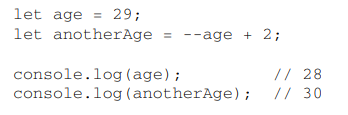 let age = 29;
let anotherAge = --age + 2;
console.log(age);            // 28
console.log(anotherAge);  // 30